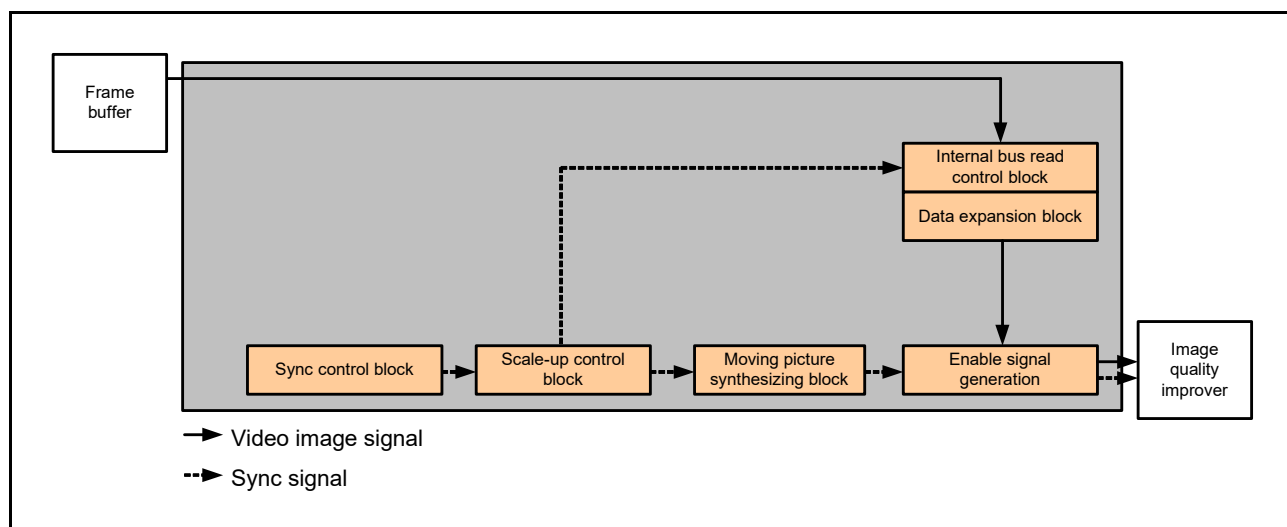 Frame
buffer
Internal bus read
control block
Data expansion block
Sync control block
Scale-up control
block
Moving picture
synthesizing block
Enable signal
generation
Image
quality
improver
Video image signal
Sync signal